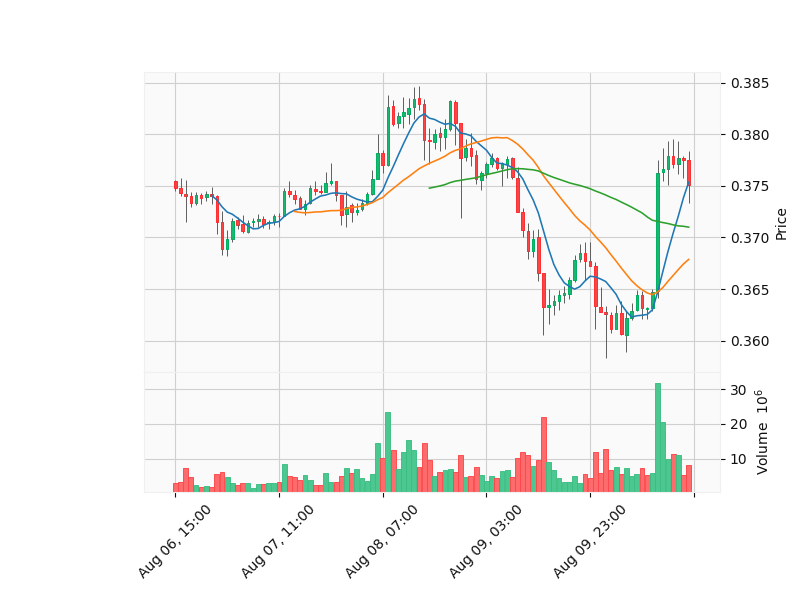 0.385
0.380
0.375
0.370
0.365
0.360
Price
30
20
10
Volume 10^6
Aug 06, 15:00
Aug 07, 11:00
Aug 08, 07:00
Aug 09, 03:00
Aug 09, 23:00